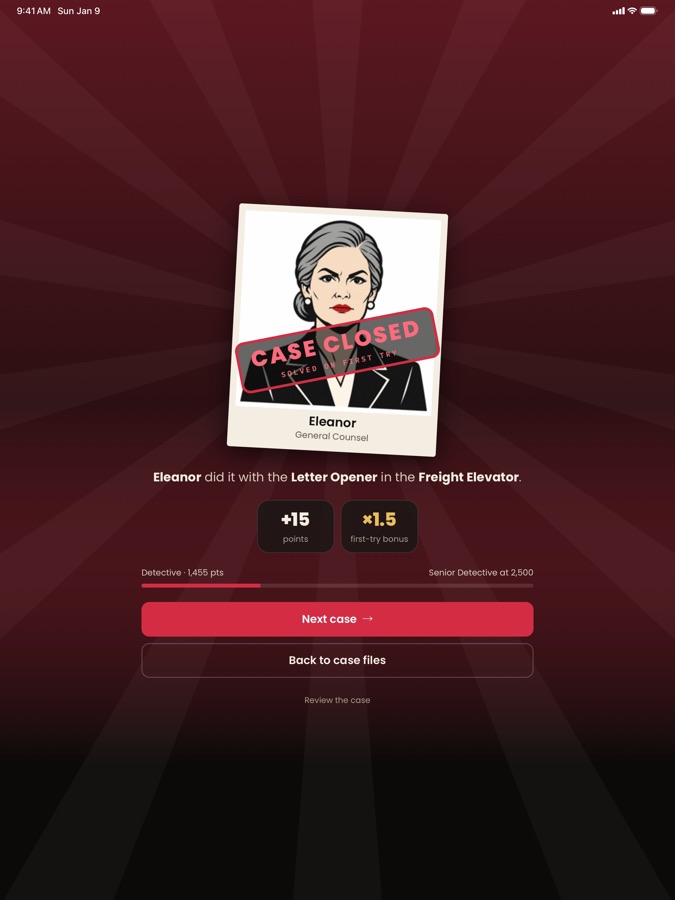 9:41 AM Sun Jan 9
CASE CLOSED
SOLVED ON FIRST TRY
Eleanor
General Counsel
Eleanor did it with the Letter Opener in the Freight Elevator.
+15
points
×1.5
first-try bonus
Detective · 1,455 pts
Senior Detective at 2,500
Next case →
Back to case files
Review the case